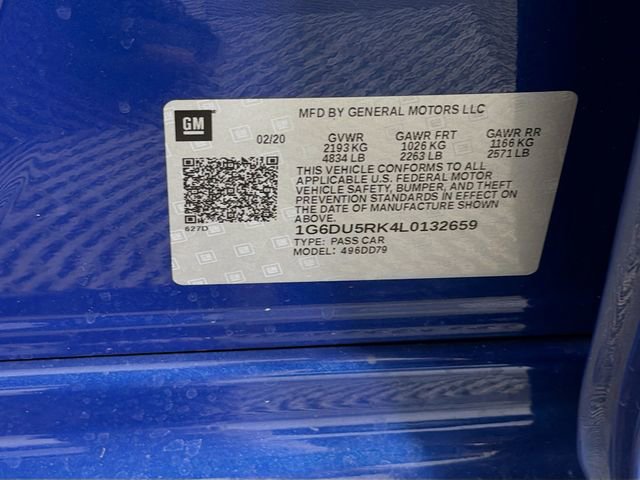 MFD BY GENERAL MOTORS LLC
GM
02/20 GVWR GAWR FRT GAWR RR
2193 KG 1026 KG 1166 KG
4834 LB 2263 LB 2571 LB
THIS VEHICLE CONFORMS TO ALL
APPLICABLE U.S. FEDERAL MOTOR
VEHICLE SAFETY, BUMPER, AND THEFT
PREVENTION STANDARDS IN EFFECT ON
THE DATE OF MANUFACTURE SHOWN
ABOVE.
627D
1G6DU5RK4L0132659
TYPE: PASS CAR
MODEL: 496DD79